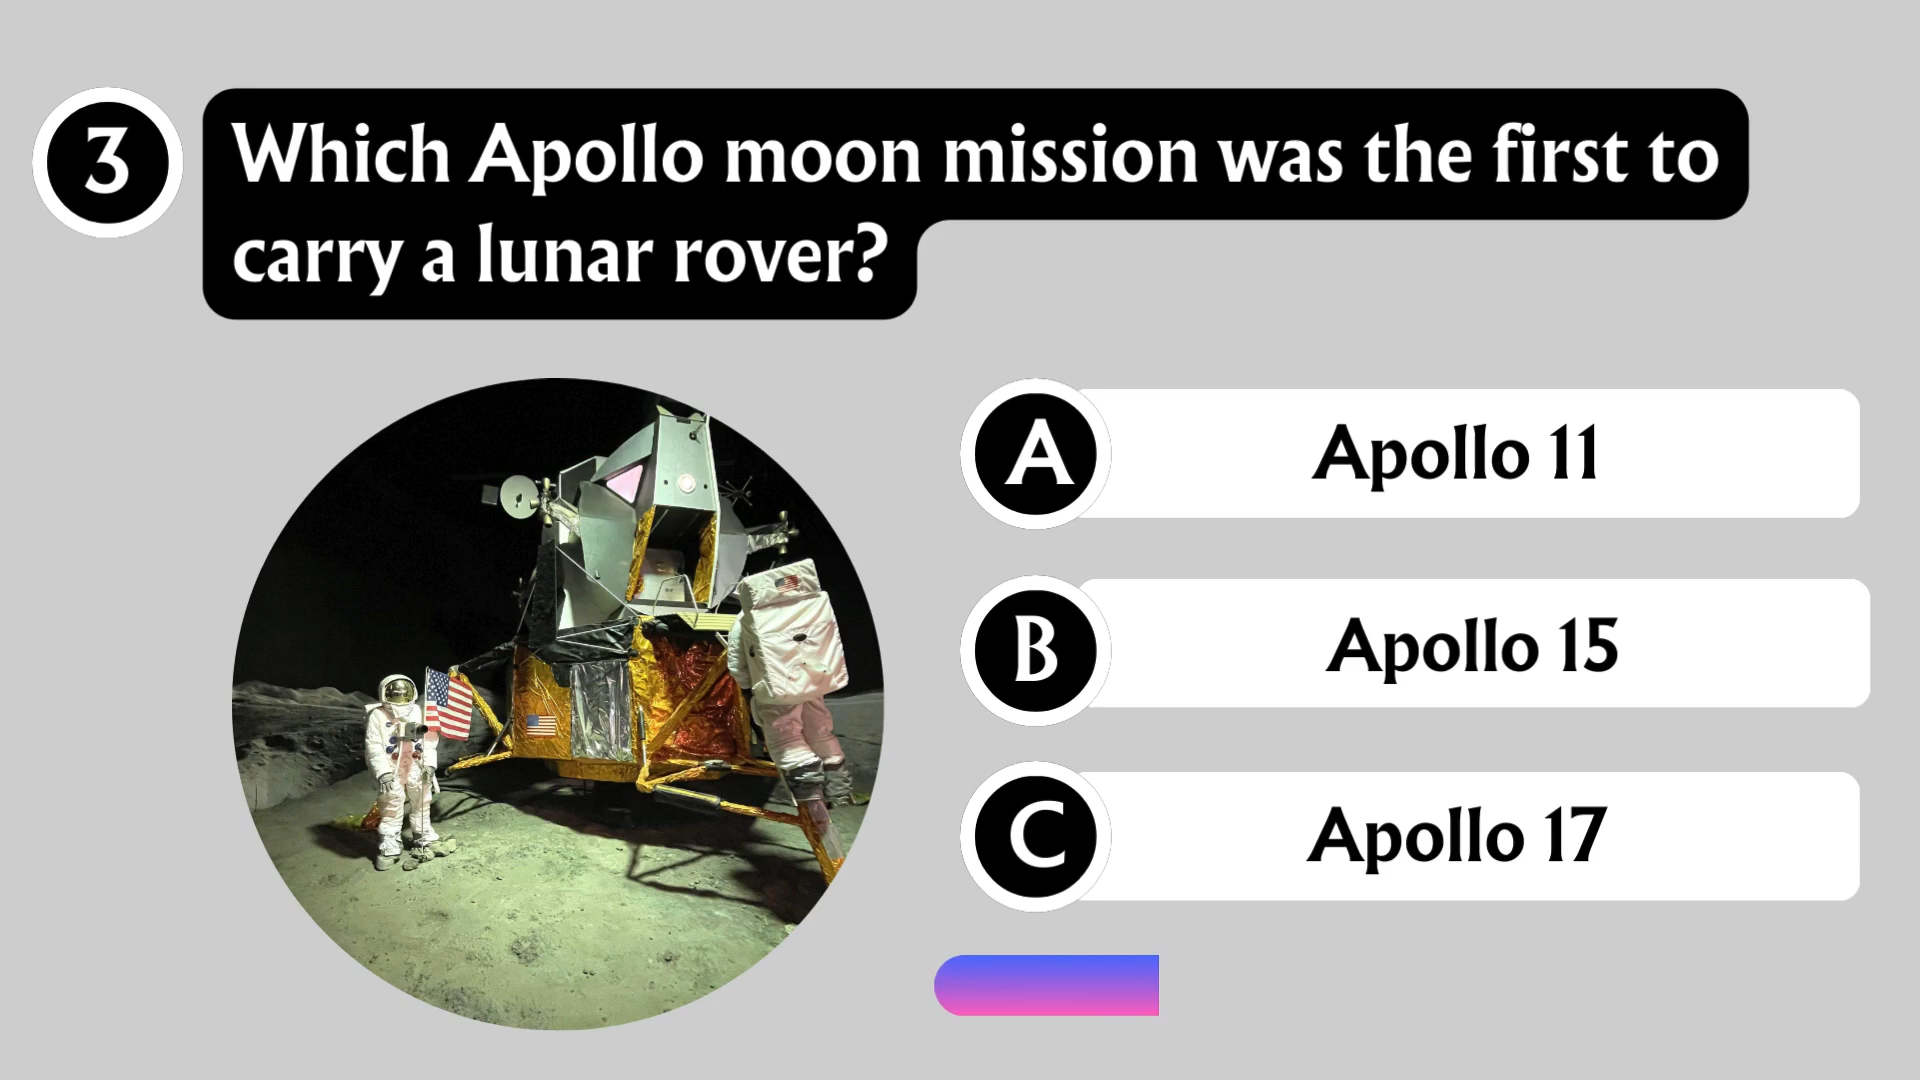 3
Which Apollo moon mission was the first to
carry a lunar rover?
A
Apollo 11
B
Apollo 15
C
Apollo 17